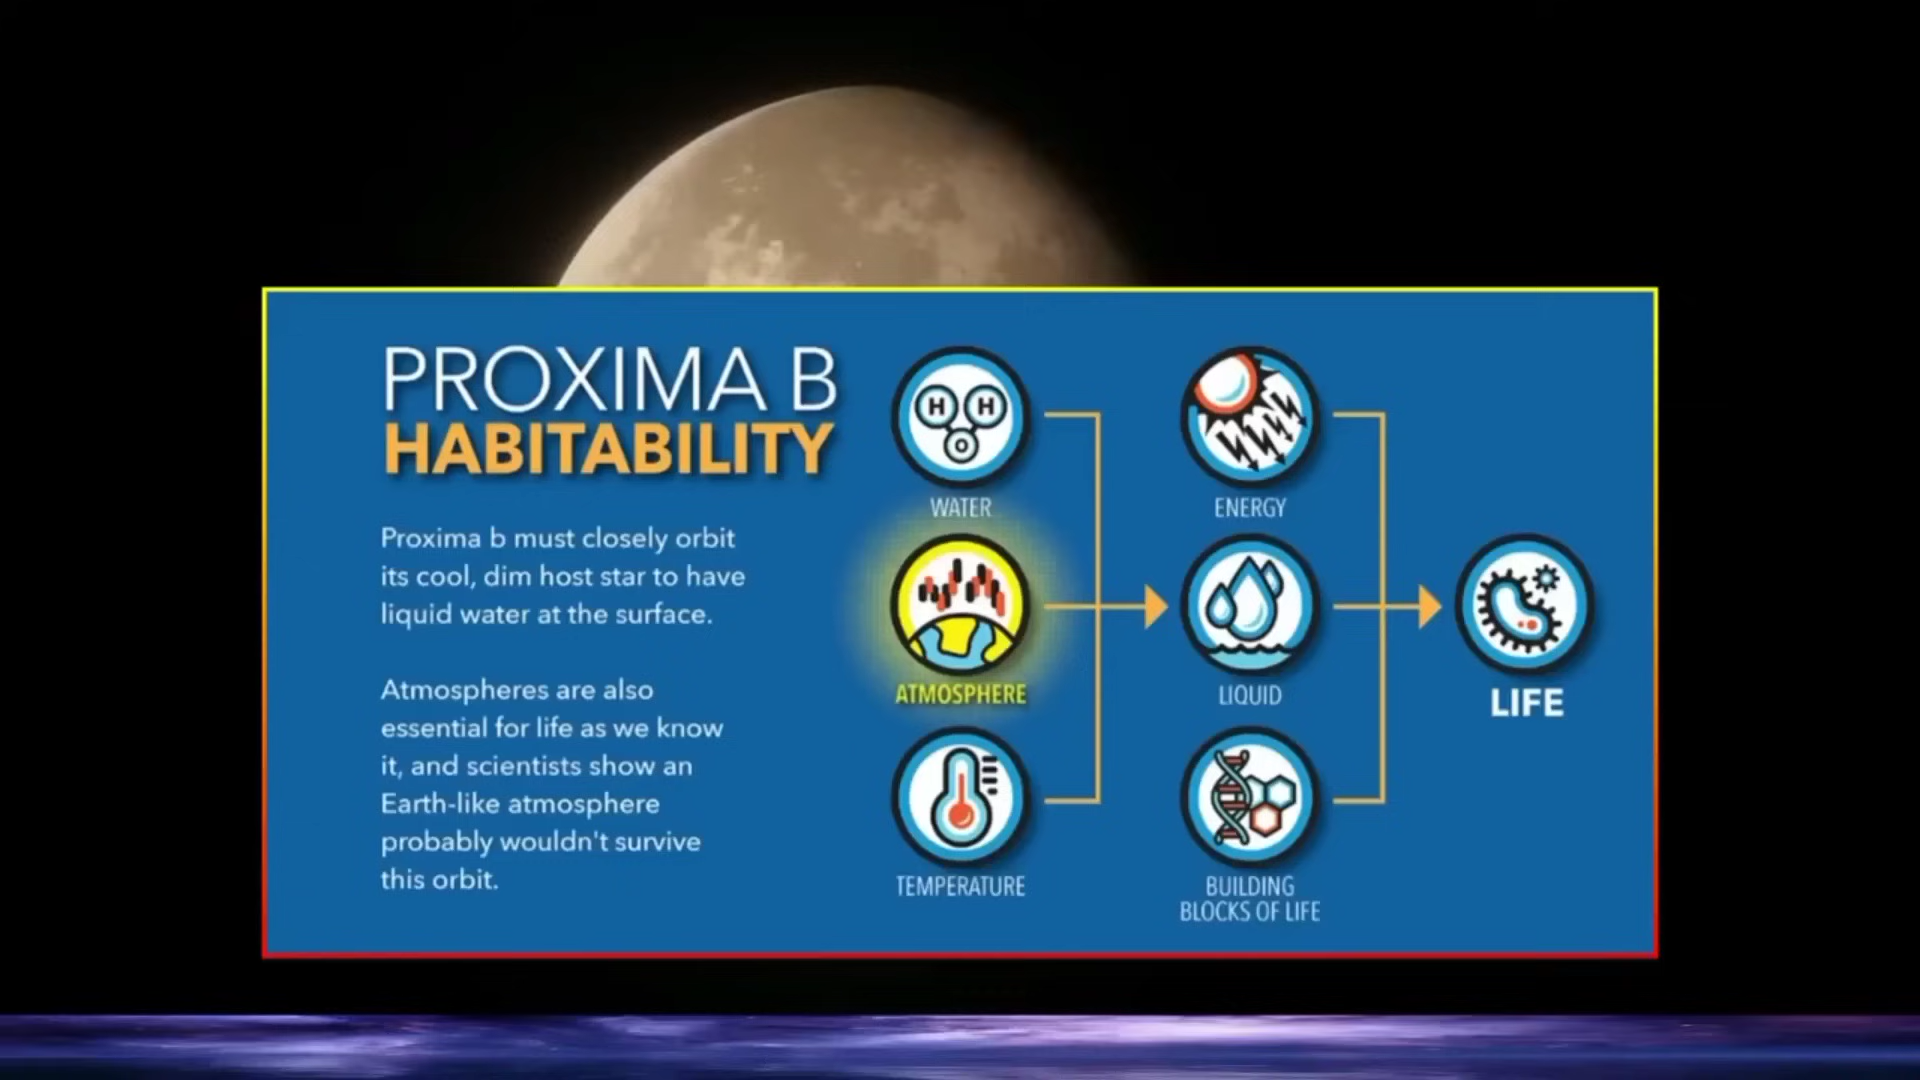 PROXIMA B
HABITABILITY
Proxima b must closely orbit
its cool, dim host star to have
liquid water at the surface.
Atmospheres are also
essential for life as we know
it, and scientists show an
Earth-like atmosphere
probably wouldn't survive
this orbit.
H H
O
WATER
ATMOSPHERE
TEMPERATURE
ENERGY
LIQUID
BUILDING
BLOCKS OF LIFE
LIFE